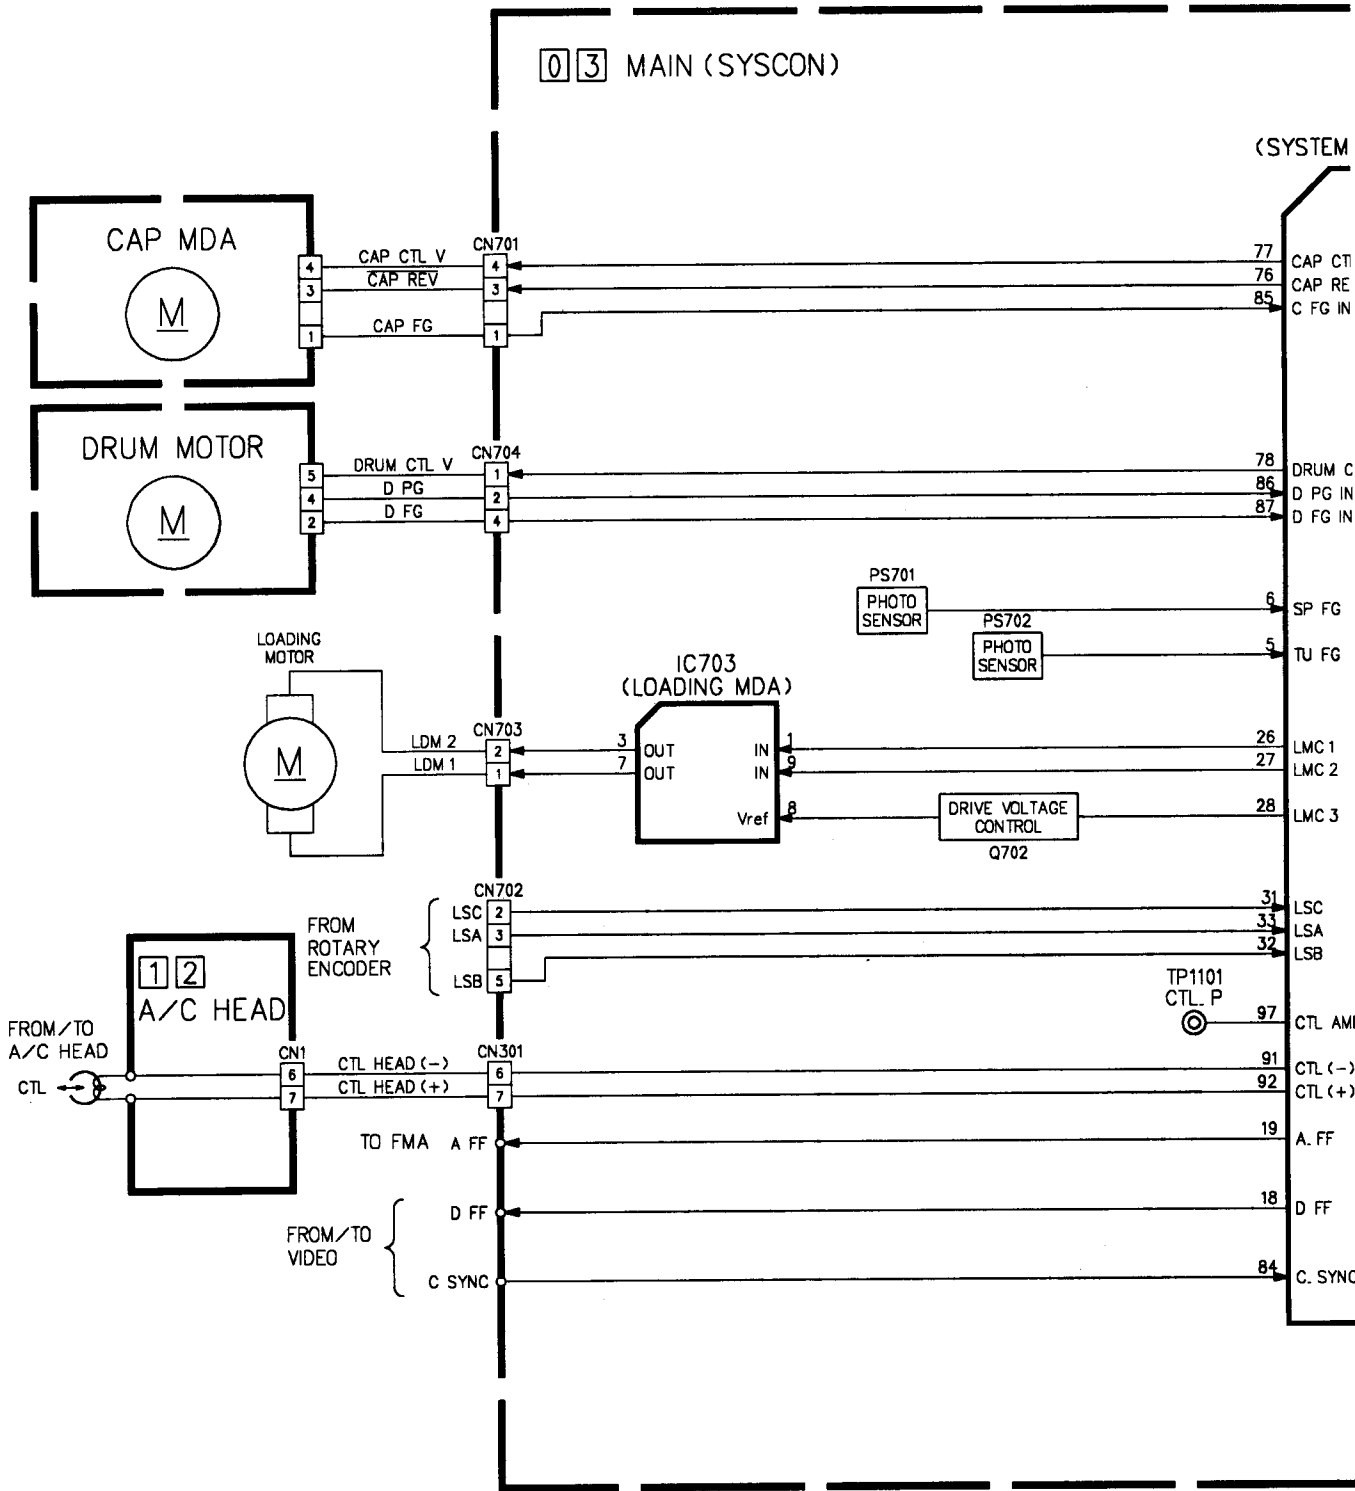 0 3 MAIN (SYSCON)
(SYSTEM
CAP MDA
M
4 CAP CTL V CN701 4 77 CAP CT
3 CAP REV 3 76 CAP RE
1 CAP FG 1 85 C FG IN
DRUM MOTOR
M
5 DRUM CTL V CN704 1 78 DRUM C
4 D PG 2 86 D PG IN
2 D FG 4 87 D FG IN
PS701
PHOTO
SENSOR
6 SP FG
PS702
PHOTO
SENSOR
5 TU FG
LOADING
MOTOR
M
IC703
(LOADING MDA)
CN703
LDM 2 2 3 OUT IN 1 26 LMC 1
LDM 1 1 7 OUT IN 9 27 LMC 2
Vref 8 DRIVE VOLTAGE
CONTROL
Q702
28 LMC 3
CN702
FROM
ROTARY
ENCODER
LSC 2 31 LSC
LSA 3 33 LSA
LSB 5 32 LSB
1 2
A/C HEAD
TP1101
CTL. P
97 CTL AM
FROM/TO
A/C HEAD
CTL
CN1 CN301
6 CTL HEAD (-) 6 91 CTL (-)
7 CTL HEAD (+) 7 92 CTL (+)
TO FMA A FF 19 A. FF
FROM/TO
VIDEO
D FF 18 D FF
C SYNC 84 C. SYNC